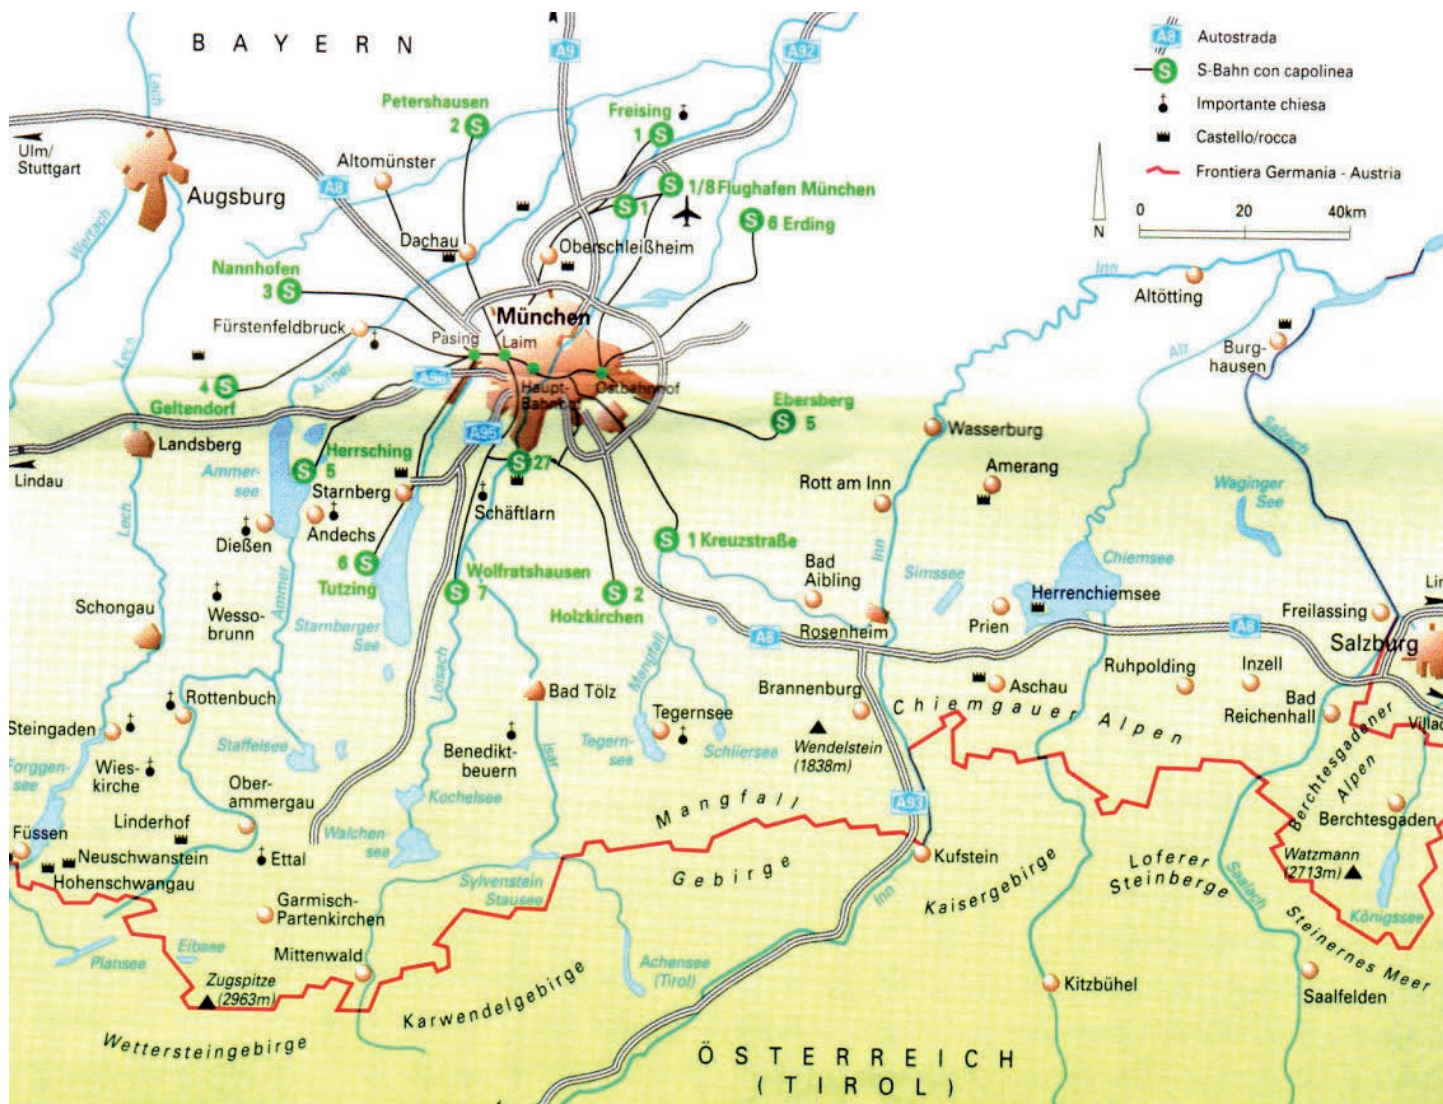 BAYERN
A9
A92
A8
Autostrada
S
S-Bahn con capolinea
Importante chiesa
Castello/rocca
Frontiera Germania - Austria
0
20
40km
N
Lech
Ulm/
Stuttgart
Augsburg
Wertach
Petershausen
2 S
Altomünster
A8
Freising
1 S
S 1/8 Flughafen München
S 1
S 6 Erding
Dachau
Oberschleißheim
Nannhofen
3 S
Fürstenfeldbruck
München
Pasing
Laim
Haupt-
Bahnhof
Ostbahnhof
Lech
Amper
4 S
Geltendorf
A96
A95
Ebersberg
S 5
Inn
Altötting
Alz
Burg-
hausen
Salzach
Landsberg
Lindau
Ammer-
see
Herrsching
S 5
Starnberg
S 27
Schäftlarn
Wasserburg
Rott am Inn
Amerang
Waginger
See
Lech
Dießen
Andechs
6 S
Tutzing
S 1 Kreuzstraße
Wolfratshausen
S 7
S 2
Holzkirchen
Inn
Bad
Aibling
Simssee
Chiemsee
Herrenchiemsee
Prien
Freilassing
Salzburg
Schongau
Wesso-
brunn
Ammer
Starnberger
See
Loisach
Mangfall
A8
Rosenheim
A8
Ruhpolding
Inzell
Bad
Reichenhall
Rottenbuch
Steingaden
Bad Tölz
Brannenburg
Aschau
Chiemgauer Alpen
Staffelsee
Benedikt-
beuern
Isar
Tegernsee
Tegern-
see
Schliersee
Wendelstein
(1838m)
Berchtesgadener
Alpen
Forggen-
see
Wies-
kirche
Ober-
ammergau
Kochelsee
Walchen-
see
Mangfall
Gebirge
A93
Füssen
Linderhof
Neuschwanstein
Hohenschwangau
Ettal
Sylvenstein
Stausee
Kufstein
Kaisergebirge
Loferer
Steinberge
Saalach
Berchtesgaden
Watzmann
(2713m)
Königssee
Garmisch-
Partenkirchen
Mittenwald
Plansee
Eibsee
Zugspitze
(2963m)
Achensee
(Tirol)
Inn
Karwendelgebirge
Wettersteingebirge
Kitzbühel
Steinernes Meer
Saalfelden
ÖSTERREICH
(TIROL)